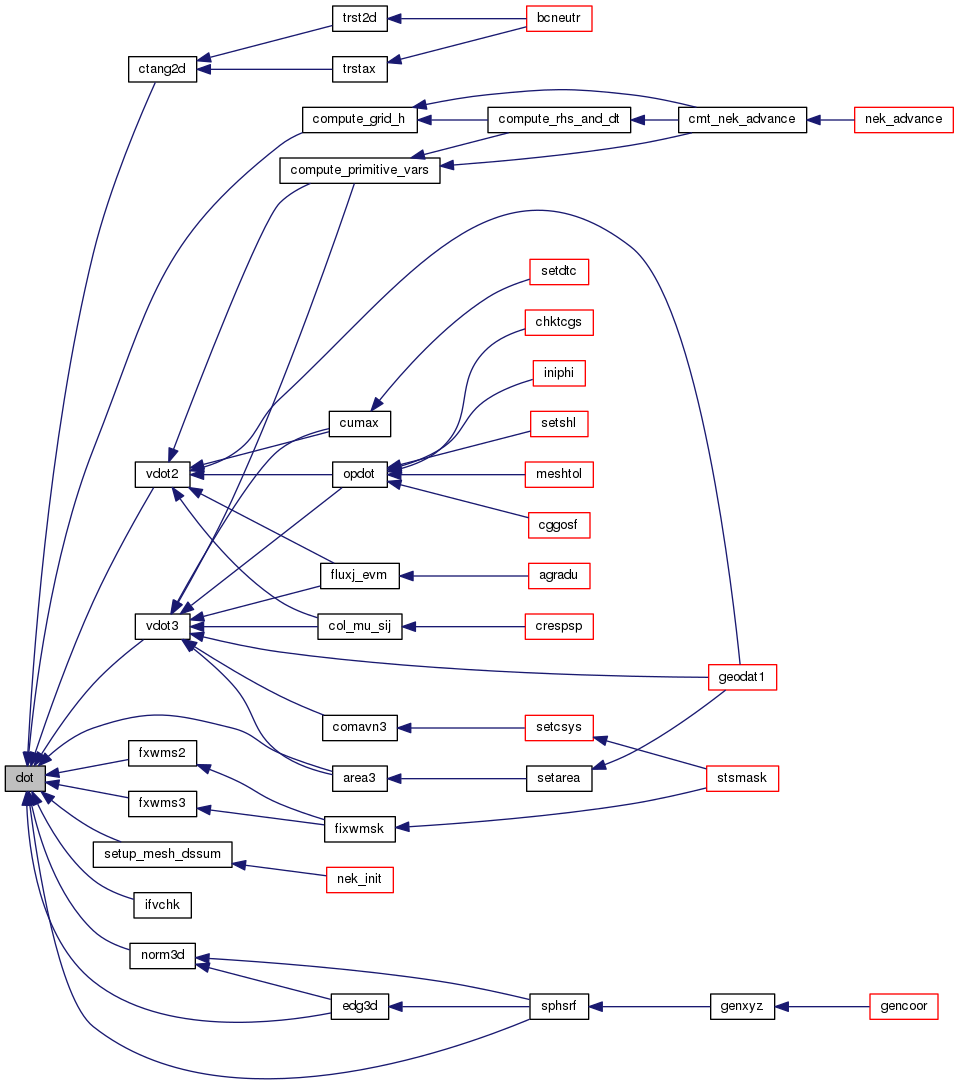 trst2d
bcneutr
ctang2d
trstax
compute_grid_h
compute_rhs_and_dt
cmt_nek_advance
nek_advance
compute_primitive_vars
setdtc
chktcgs
iniphi
cumax
setshl
vdot2
opdot
meshtol
cggosf
fluxj_evm
agradu
vdot3
col_mu_sij
crespsp
geodat1
comavn3
setcsys
fxwms2
dot
area3
setarea
stsmask
fxwms3
fixwmsk
setup_mesh_dssum
nek_init
ifvchk
norm3d
edg3d
sphsrf
genxyz
gencoor